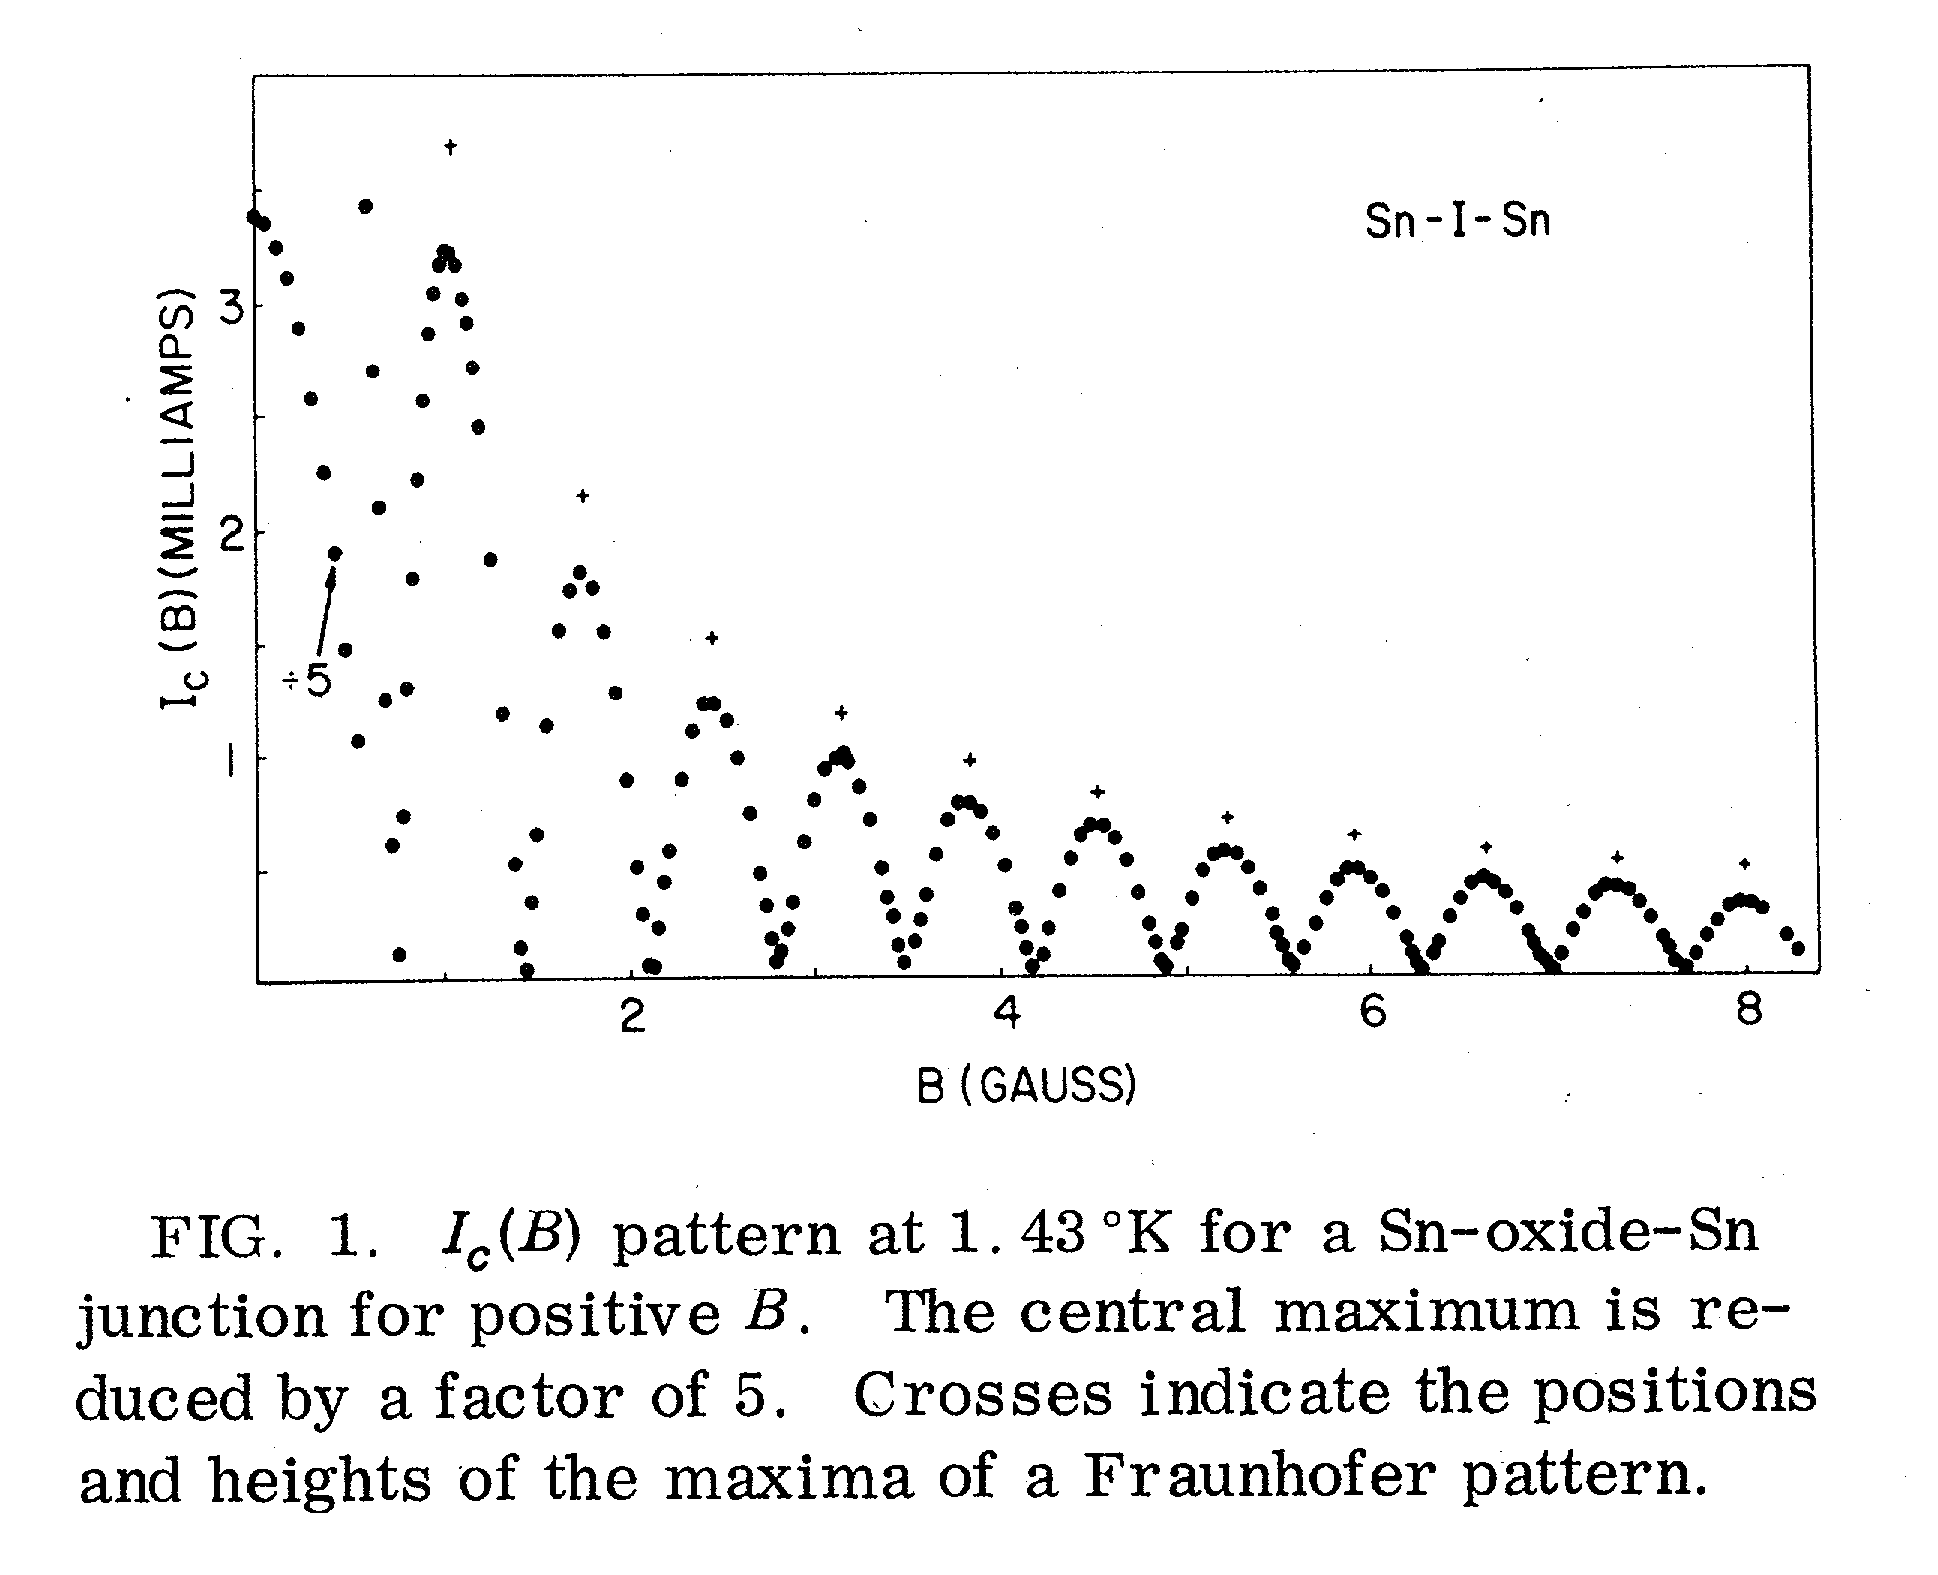 Sn-I-Sn
I_c (B) (MILLIAMPS)
3
2
1
÷5
2 4 6 8
B (GAUSS)
FIG. 1. I_c(B) pattern at 1.43 °K for a Sn-oxide-Sn
junction for positive B. The central maximum is re-
duced by a factor of 5. Crosses indicate the positions
and heights of the maxima of a Fraunhofer pattern.